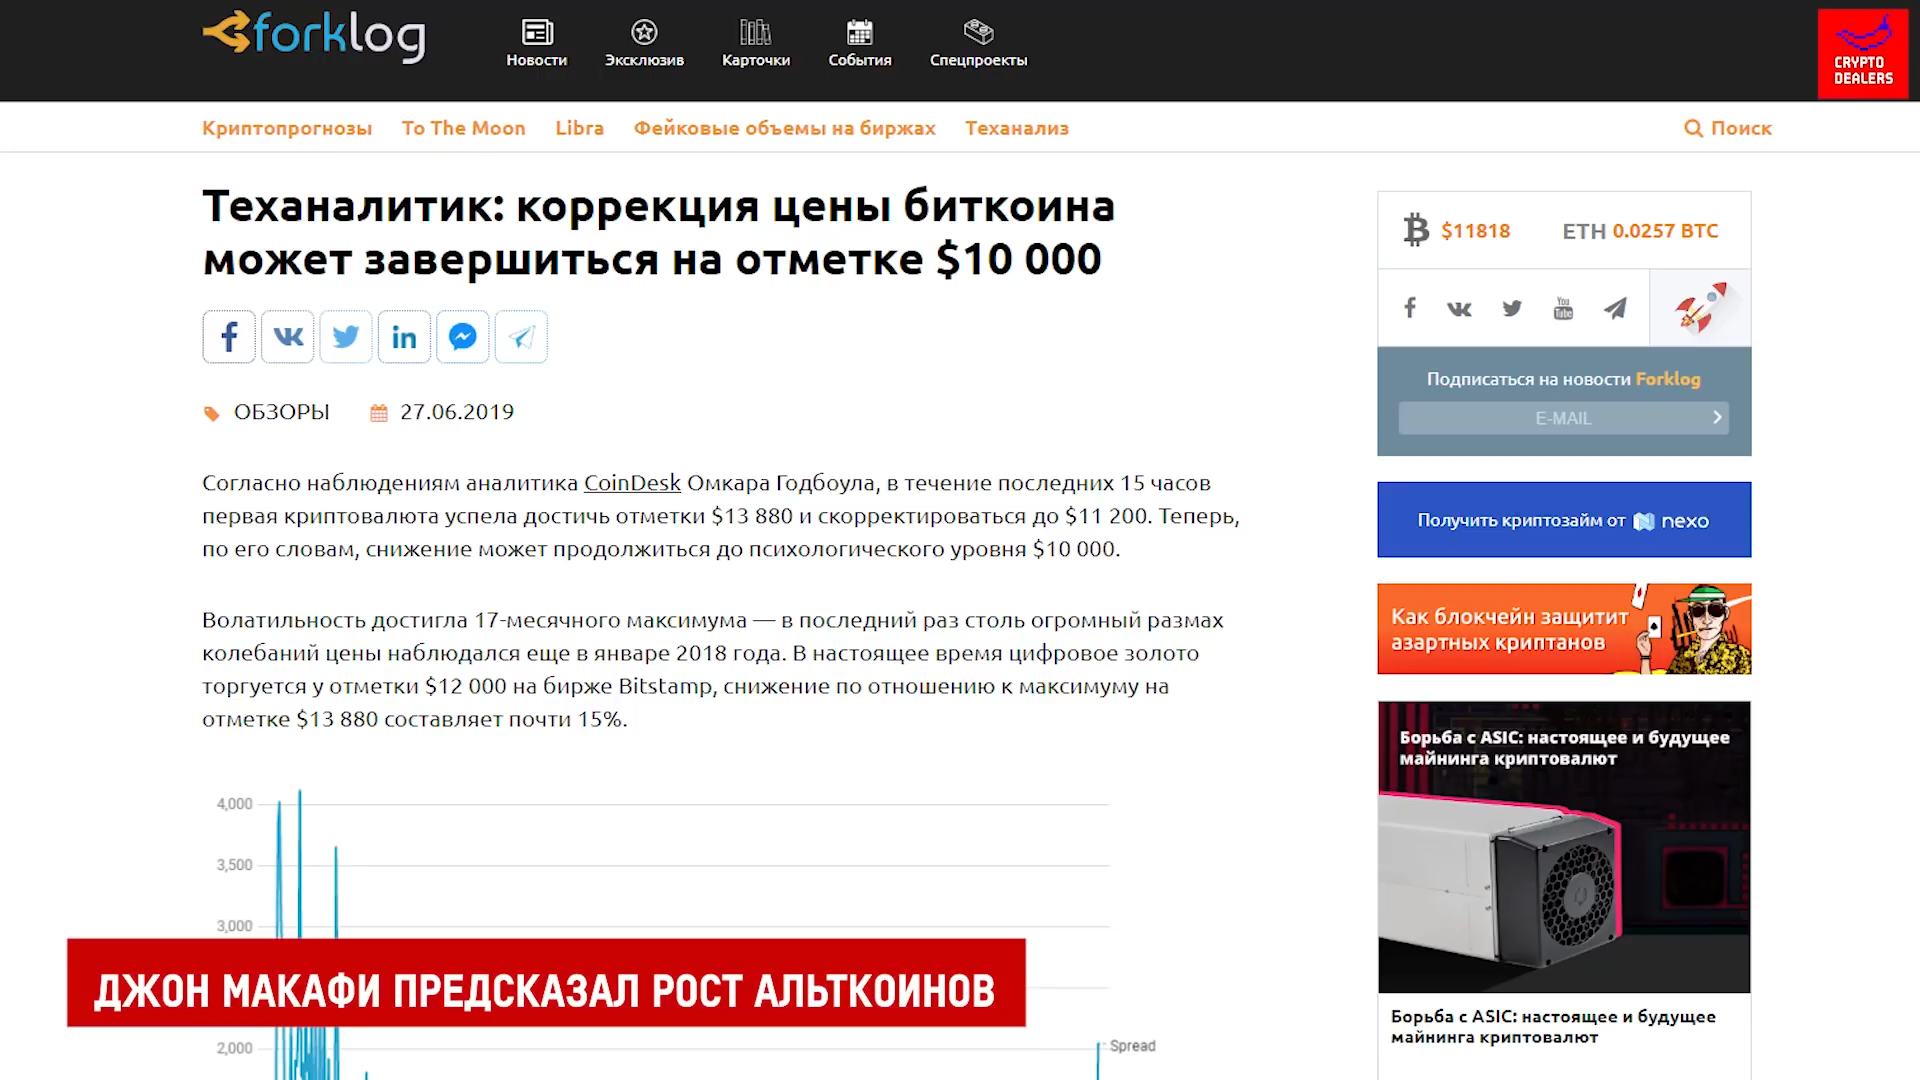 forklog
Новости
Эксклюзив
Карточки
События
Спецпроекты
CRYPTO
DEALERS
Криптопрогнозы
To The Moon
Libra
Фейковые объемы на биржах
Теханализ
Поиск
Теханалитик: коррекция цены биткоина
может завершиться на отметке $10 000
ОБЗОРЫ
27.06.2019
Согласно наблюдениям аналитика CoinDesk Омкара Годбоула, в течение последних 15 часов
первая криптовалюта успела достичь отметки $13 880 и скорректироваться до $11 200. Теперь,
по его словам, снижение может продолжиться до психологического уровня $10 000.
Волатильность достигла 17-месячного максимума — в последний раз столь огромный размах
колебаний цены наблюдался еще в январе 2018 года. В настоящее время цифровое золото
торгуется у отметки $12 000 на бирже Bitstamp, снижение по отношению к максимуму на
отметке $13 880 составляет почти 15%.
4,000
3,500
3,000
2,000
Spread
ДЖОН МАКАФИ ПРЕДСКАЗАЛ РОСТ АЛЬТКОИНОВ
$11818
ETH 0.0257 BTC
You
Tube
Подписаться на новости Forklog
E-MAIL
Получить криптозайм от nexo
Как блокчейн защитит
азартных криптанов
Борьба с ASIC: настоящее и будущее
майнинга криптовалют
Борьба с ASIC: настоящее и будущее
майнинга криптовалют